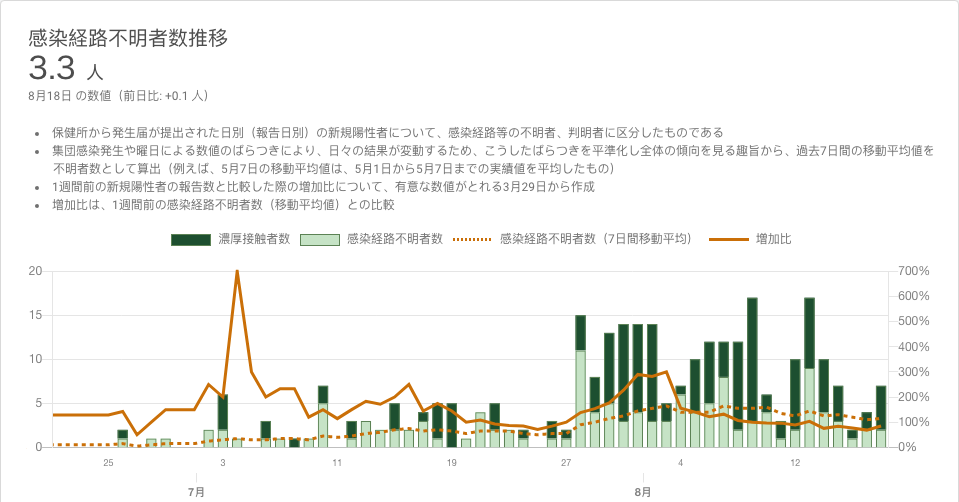 感染経路不明者数推移
3.3 人
8月18日 の数値（前日比: +0.1 人）
• 保健所から発生届が提出された日別（報告日別）の新規陽性者について、感染経路等の不明者、判明者に区分したものである
• 集団感染発生や曜日による数値のばらつきにより、日々の結果が変動するため、こうしたばらつきを平準化し全体の傾向を見る趣旨から、過去7日間の移動平均値を
不明者数として算出（例えば、5月7日の移動平均値は、5月1日から5月7日までの実績値を平均したもの）
• 1週間前の新規陽性者の報告数と比較した際の増加比について、有意な数値がとれる3月29日から作成
• 増加比は、1週間前の感染経路不明者数（移動平均値）との比較
濃厚接触者数 感染経路不明者数 感染経路不明者数（7日間移動平均） 増加比
20 700%
600%
15 500%
400%
10 300%
5 200%
100%
0 0%
25 3 11 19 27 4 12
7月 8月